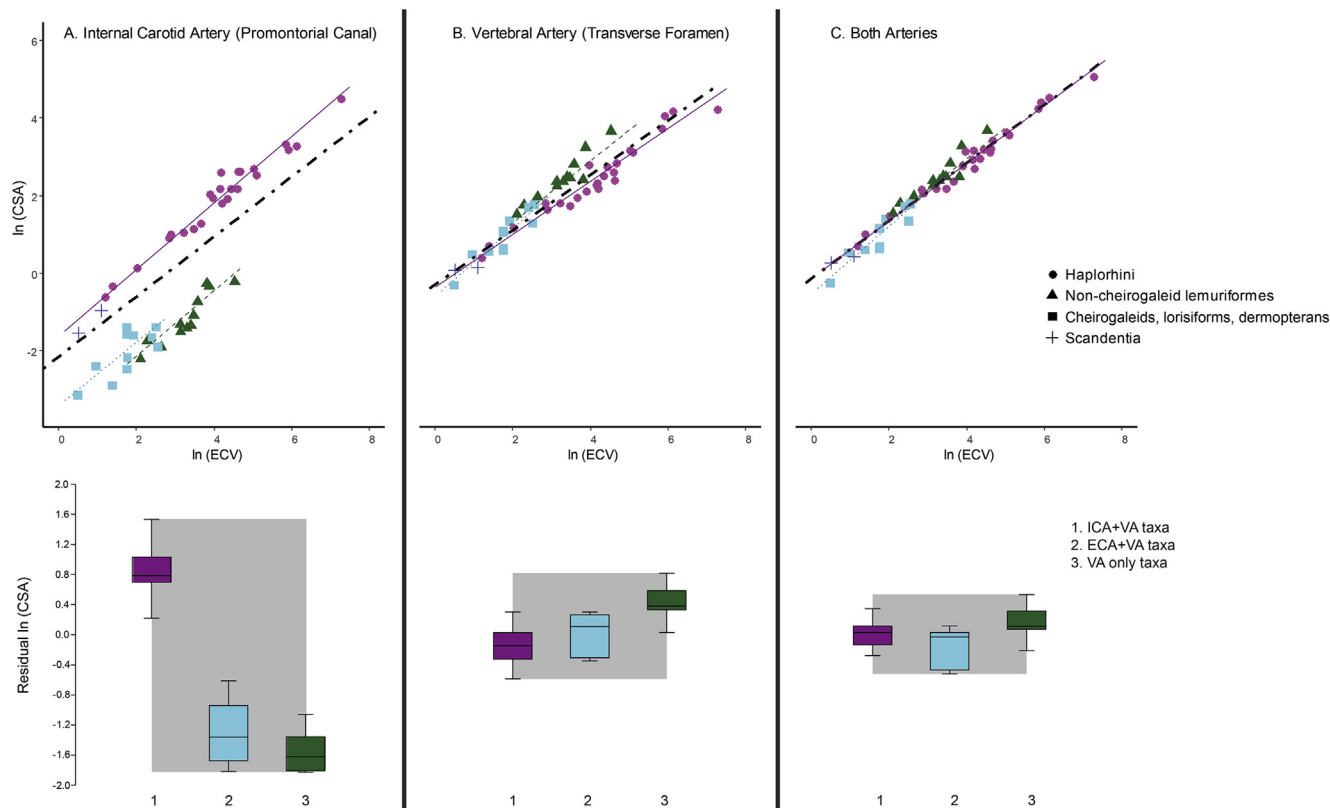 A. Internal Carotid Artery (Promontorial Canal)
B. Vertebral Artery (Transverse Foramen)
C. Both Arteries
6
4
2
0
-2
ln (CSA)
0 2 4 6 8
ln (ECV)
0 2 4 6 8
ln (ECV)
0 2 4 6 8
ln (ECV)
Haplorhini
Non-cheirogaleid lemuriformes
Cheirogaleids, lorisiforms, dermopterans
Scandentia
2.0
1.6
1.2
0.8
0.4
0.0
-0.4
-0.8
-1.2
-1.6
-2.0
Residual ln (CSA)
1 2 3
1 2 3
1 2 3
1. ICA+VA taxa
2. ECA+VA taxa
3. VA only taxa